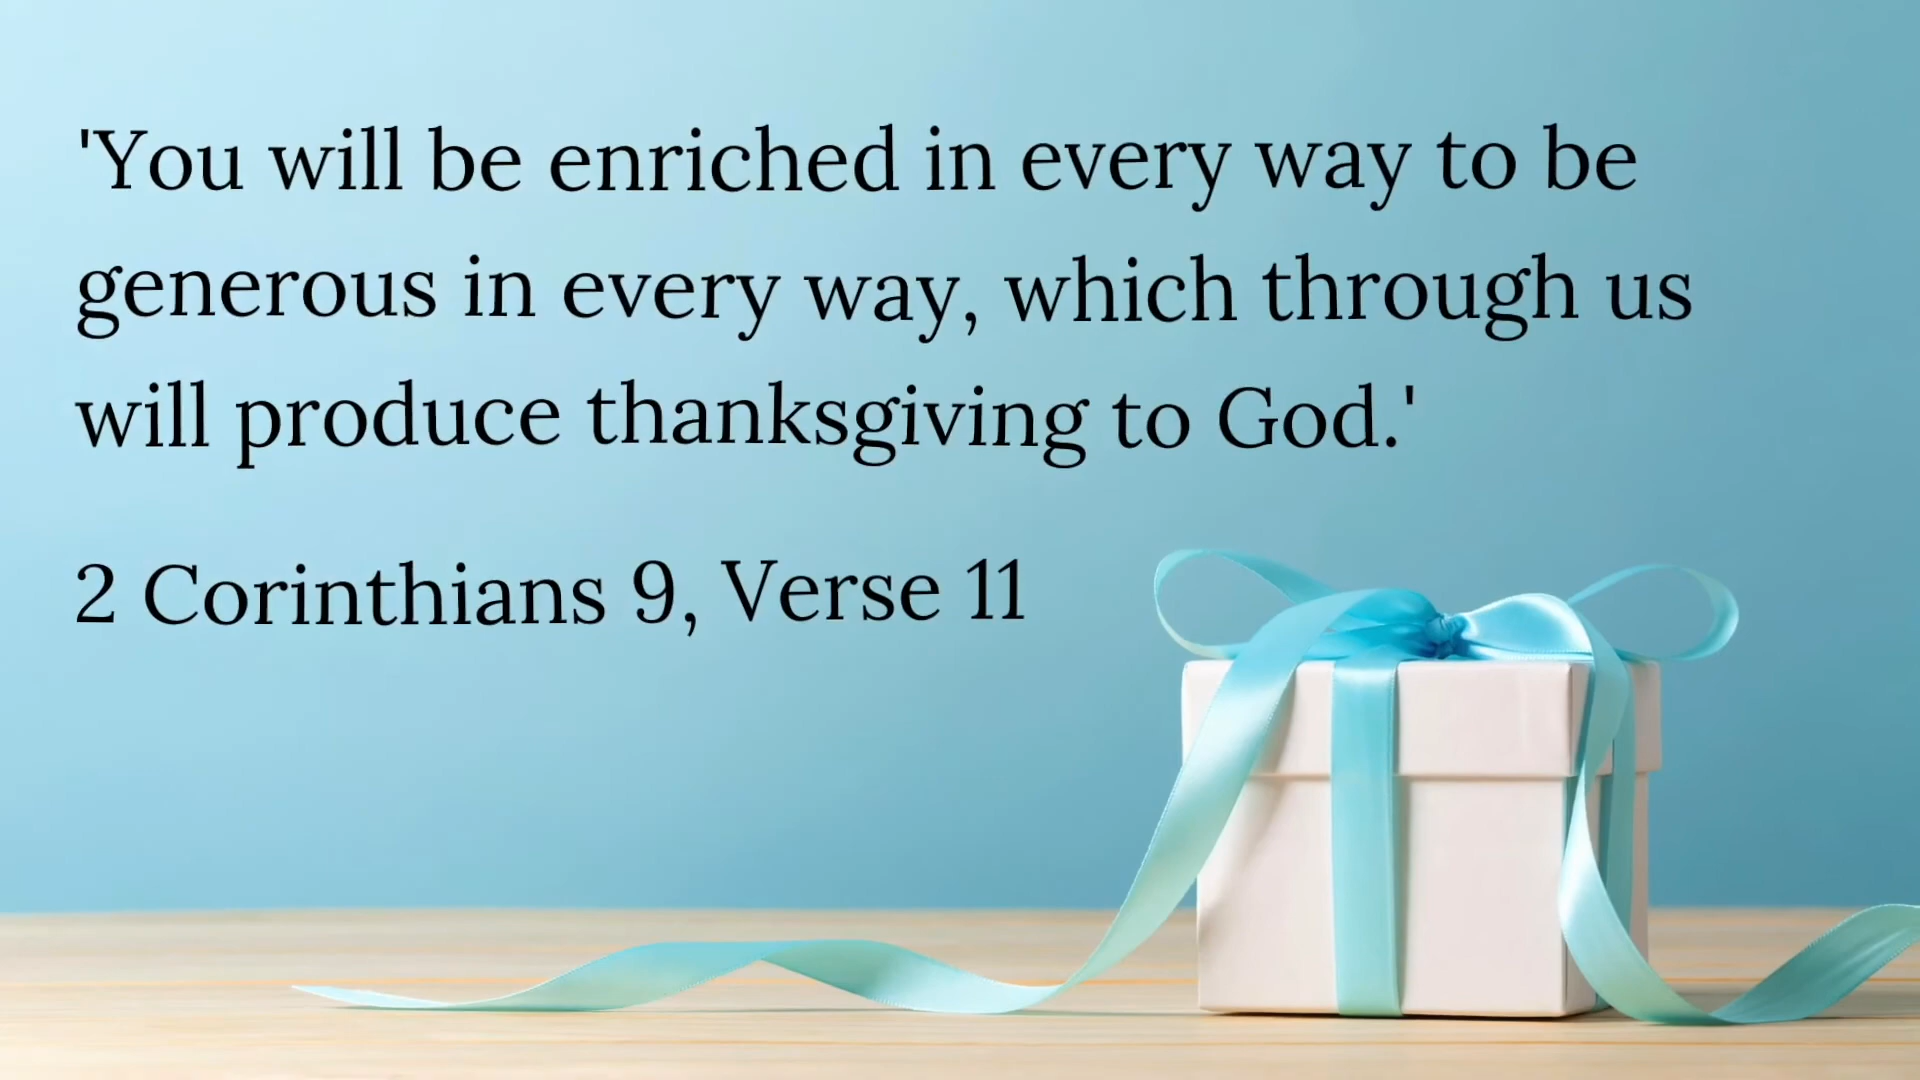 'You will be enriched in every way to be
generous in every way, which through us
will produce thanksgiving to God.'
2 Corinthians 9, Verse 11